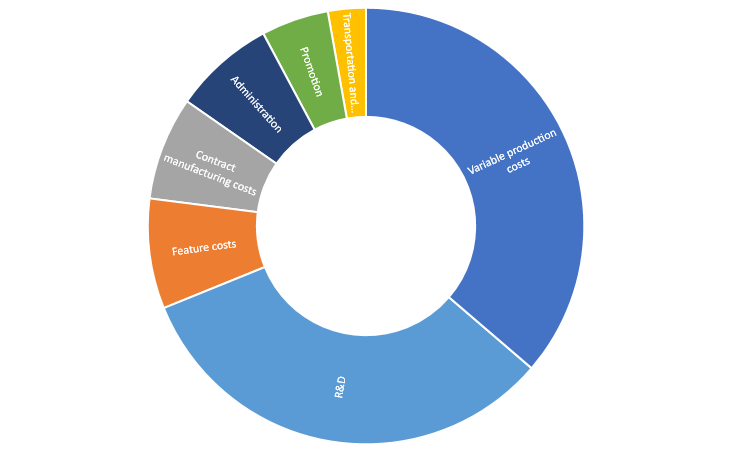 Variable production
costs
R&D
Feature costs
Contract
manufacturing costs
Administration
Promotion
Transportation and...